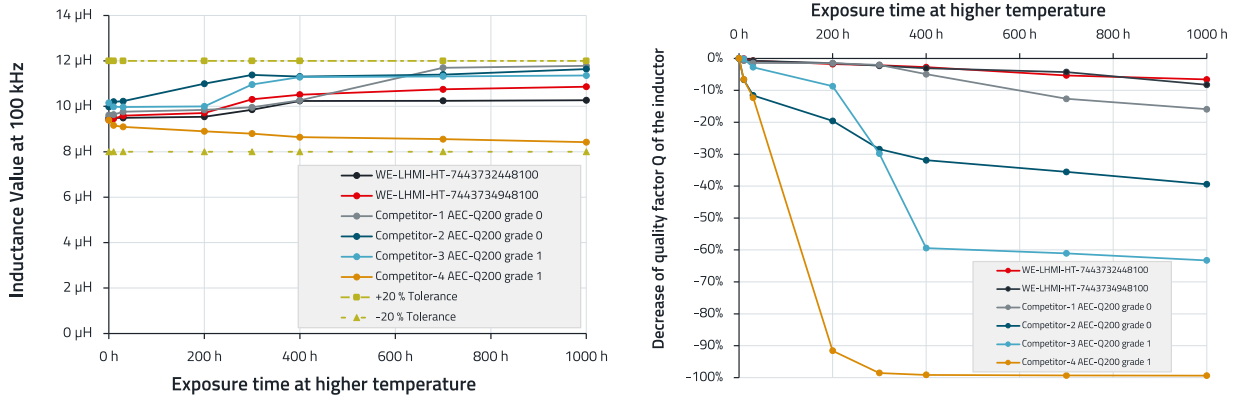 Inductance Value at 100 kHz
14 µH
12 µH
10 µH
8 µH
6 µH
4 µH
2 µH
0 µH
0 h
200 h
400 h
600 h
800 h
1000 h
Exposure time at higher temperature
WE-LHMI-HT-7443732448100
WE-LHMI-HT-7443734948100
Competitor-1 AEC-Q200 grade 0
Competitor-2 AEC-Q200 grade 0
Competitor-3 AEC-Q200 grade 1
Competitor-4 AEC-Q200 grade 1
+20 % Tolerance
-20 % Tolerance
Exposure time at higher temperature
0 h
200 h
400 h
600 h
800 h
1000 h
Decrease of quality factor Q of the inductor
0%
-10%
-20%
-30%
-40%
-50%
-60%
-70%
-80%
-90%
-100%
WE-LHMI-HT-7443732448100
WE-LHMI-HT-7443734948100
Competitor-1 AEC-Q200 grade 0
Competitor-2 AEC-Q200 grade 0
Competitor-3 AEC-Q200 grade 1
Competitor-4 AEC-Q200 grade 1